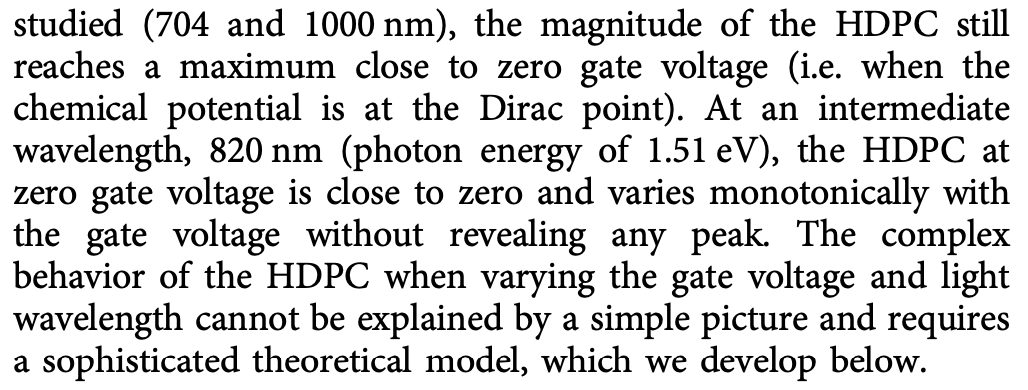 studied (704 and 1000 nm), the magnitude of the HDPC still
reaches a maximum close to zero gate voltage (i.e. when the
chemical potential is at the Dirac point). At an intermediate
wavelength, 820 nm (photon energy of 1.51 eV), the HDPC at
zero gate voltage is close to zero and varies monotonically with
the gate voltage without revealing any peak. The complex
behavior of the HDPC when varying the gate voltage and light
wavelength cannot be explained by a simple picture and requires
a sophisticated theoretical model, which we develop below.